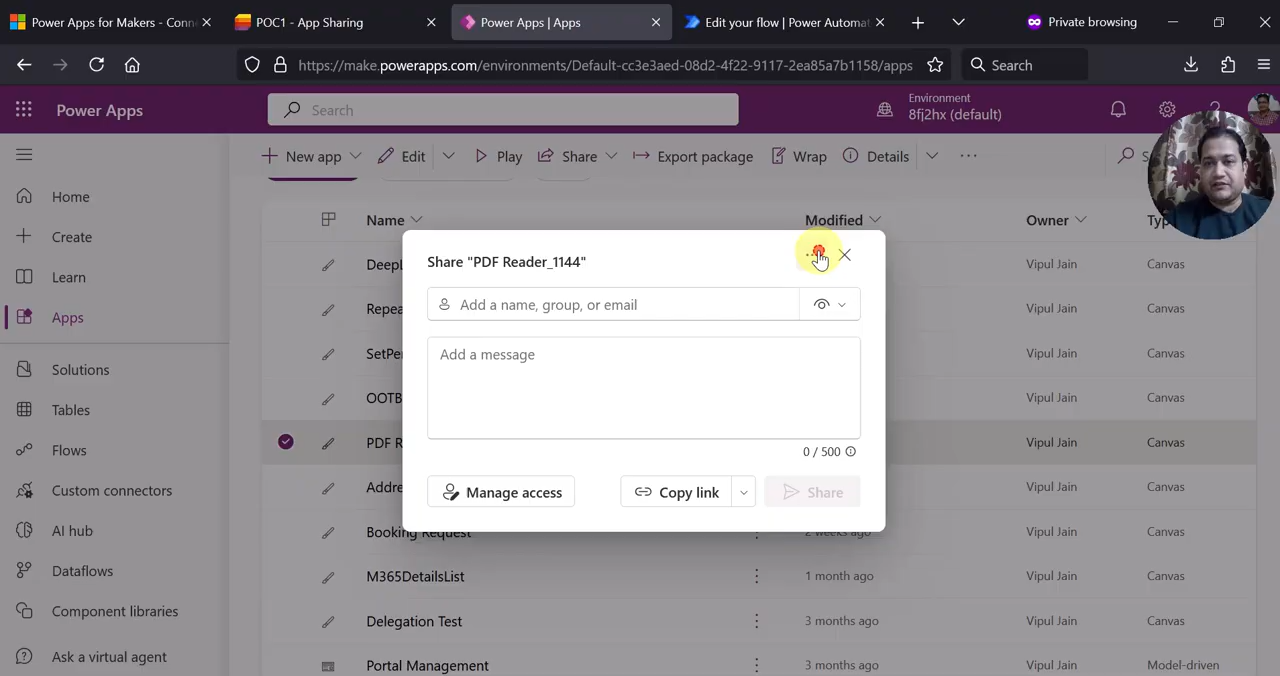 Power Apps for Makers - Conn
POC1 - App Sharing
Power Apps | Apps
Edit your flow | Power Automat
Private browsing
https://make.powerapps.com/environments/Default-cc3e3aed-08d2-4f22-9117-2ea85a7b1158/apps
Search
Power Apps
Search
Environment
8fj2hx (default)
New app
Edit
Play
Share
Export package
Wrap
Details
Home
Create
Learn
Apps
Solutions
Tables
Flows
Custom connectors
AI hub
Dataflows
Component libraries
Ask a virtual agent
Name
Modified
Owner
Typ
DeepL
Vipul Jain
Canvas
Repea
Vipul Jain
Canvas
SetPer
Vipul Jain
Canvas
OOTB
Vipul Jain
Canvas
PDF R
Vipul Jain
Canvas
Addre
Vipul Jain
Canvas
Booking Request
2 weeks ago
Vipul Jain
Canvas
M365DetailsList
1 month ago
Vipul Jain
Canvas
Delegation Test
3 months ago
Vipul Jain
Canvas
Portal Management
3 months ago
Vipul Jain
Model-driven
Share "PDF Reader_1144"
Add a name, group, or email
Add a message
0 / 500
Manage access
Copy link
Share